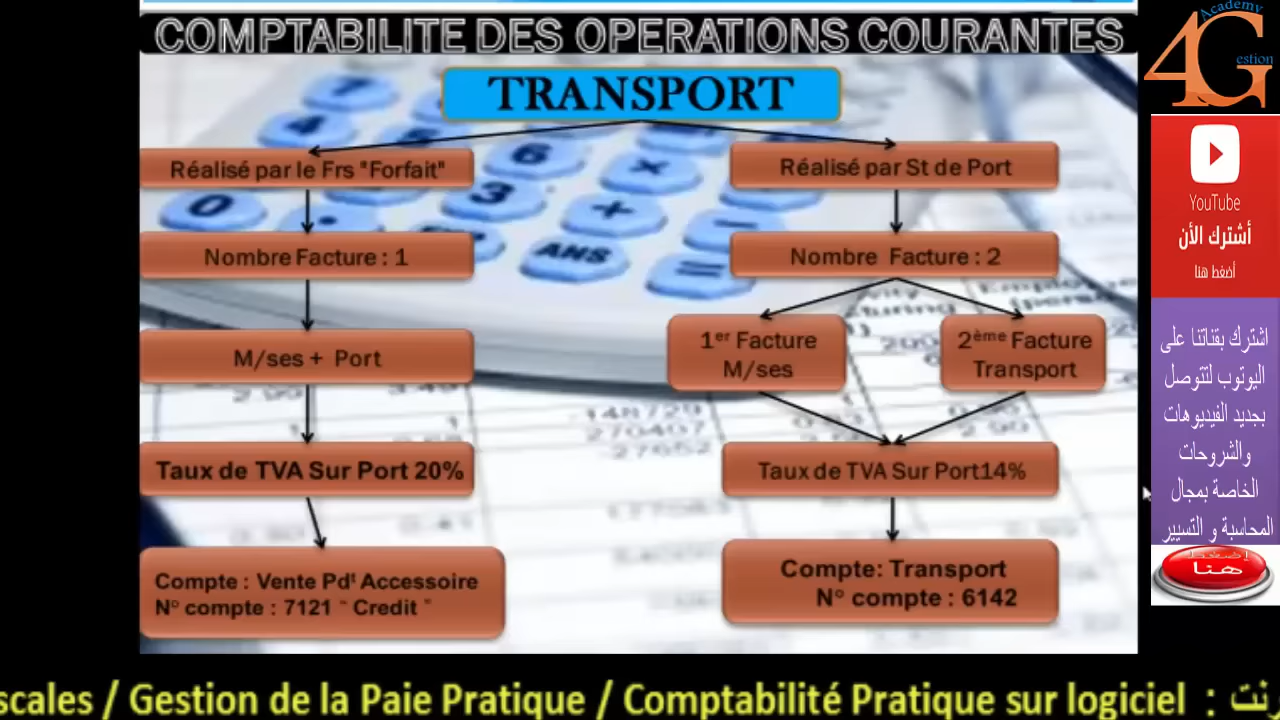 COMPTABILITE DES OPERATIONS COURANTES
TRANSPORT
Réalisé par le Frs "Forfait"
Nombre Facture : 1
M/ses + Port
Taux de TVA Sur Port 20%
Compte : Vente Pdt Accessoire
N° compte : 7121 " Credit "
Réalisé par St de Port
Nombre Facture : 2
1er Facture
M/ses
2ème Facture
Transport
Taux de TVA Sur Port14%
Compte: Transport
N° compte : 6142
4G
Academy
estion
YouTube
أشترك الأن
أضغط هنا
اشترك بقناتنا على
اليوتوب لتتوصل
بجديد الفيديوهات
والشروحات
الخاصة بمجال
المحاسبة و التسيير
إضغط
هنا
scales / Gestion de la Paie Pratique / Comptabilité Pratique sur logiciel :